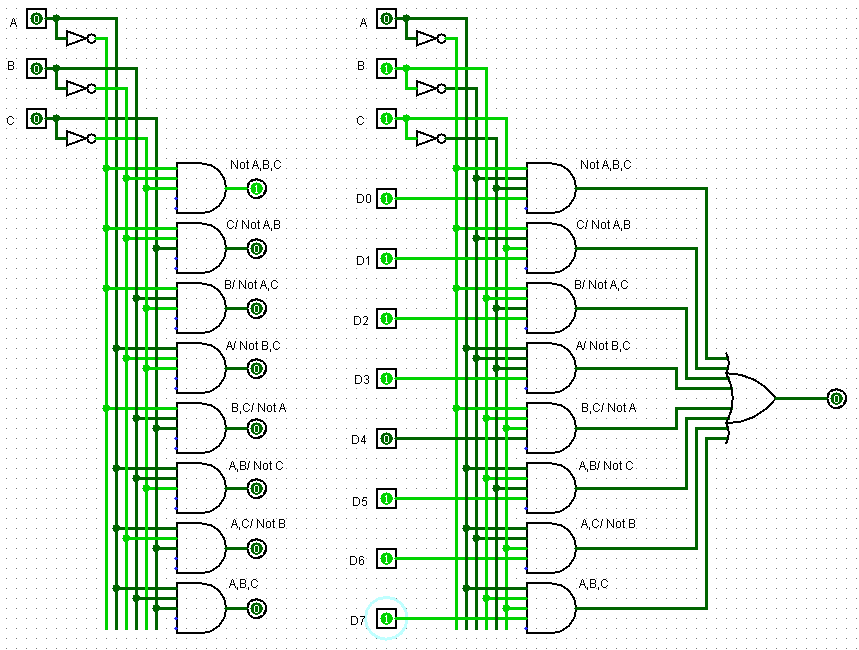 A
0
B
0
C
0
Not A,B,C
1
C/ Not A,B
0
B/ Not A,C
0
A/ Not B,C
0
B,C/ Not A
0
A,B/ Not C
0
A,C/ Not B
0
A,B,C
0
A
0
B
1
C
1
Not A,B,C
D0
1
C/ Not A,B
D1
1
B/ Not A,C
D2
1
A/ Not B,C
D3
1
B,C/ Not A
D4
0
A,B/ Not C
D5
1
A,C/ Not B
D6
1
A,B,C
D7
1
0